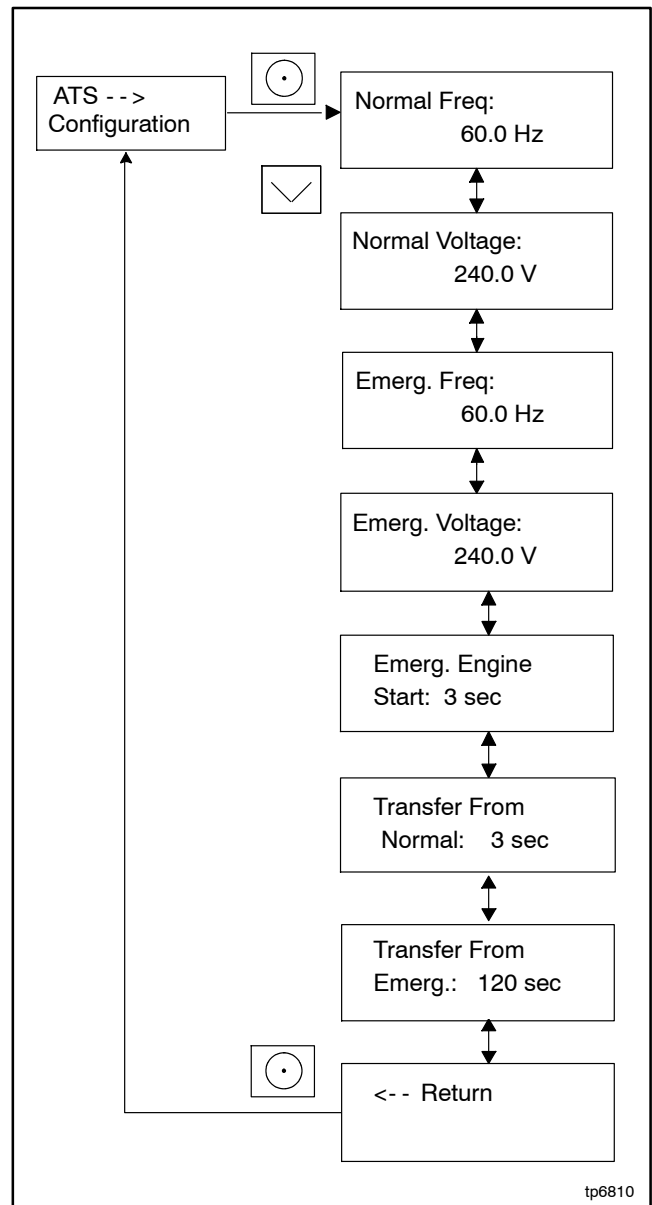 ATS - ->
Configuration
Normal Freq:
60.0 Hz
Normal Voltage:
240.0 V
Emerg. Freq:
60.0 Hz
Emerg. Voltage:
240.0 V
Emerg. Engine
Start: 3 sec
Transfer From
Normal: 3 sec
Transfer From
Emerg.: 120 sec
<- - Return
tp6810